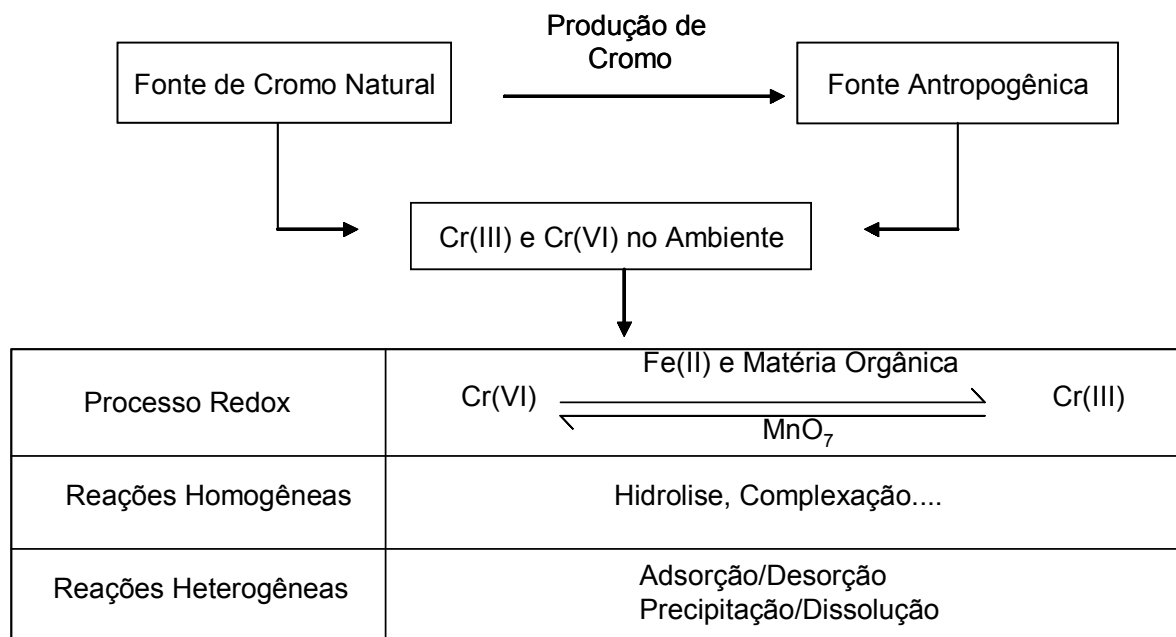 Produção de
Cromo
Fonte de Cromo Natural
Fonte Antropogênica
Cr(III) e Cr(VI) no Ambiente
Processo Redox
Fe(II) e Matéria Orgânica
Cr(VI)
Cr(III)
MnO₇
Reações Homogêneas
Hidrolise, Complexação....
Reações Heterogêneas
Adsorção/Desorção
Precipitação/Dissolução